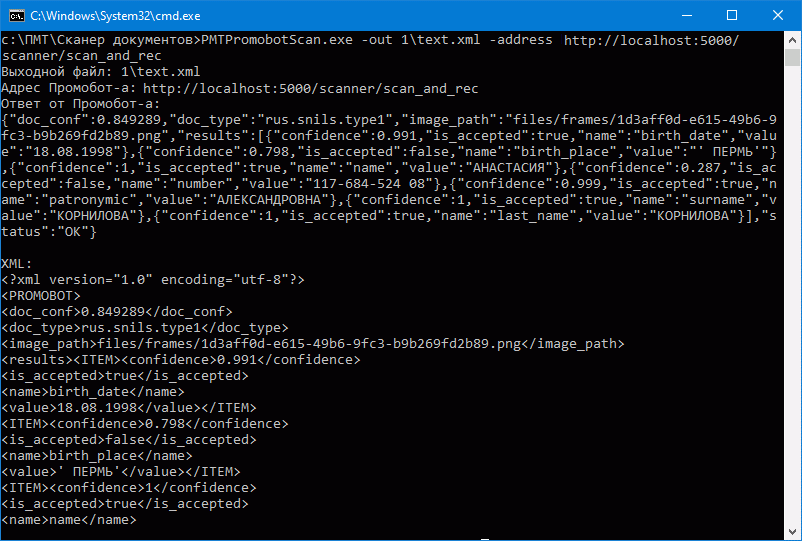 C:\Windows\System32\cmd.exe
c:\ПМТ\Сканер документов>PMTPromobotScan.exe -out 1\text.xml -address http://localhost:5000/
scanner/scan_and_rec
Выходной файл: 1\text.xml
Адрес Промобот-а: http://localhost:5000/scanner/scan_and_rec
Ответ от Промобот-а:
{"doc_conf":0.849289,"doc_type":"rus.snils.type1","image_path":"files/frames/1d3aff0d-e615-49b6-9
fc3-b9b269fd2b89.png","results":[{"confidence":0.991,"is_accepted":true,"name":"birth_date","valu
e":"18.08.1998"},{"confidence":0.798,"is_accepted":false,"name":"birth_place","value":"' ПЕРМЬ'"}
,{"confidence":1,"is_accepted":true,"name":"name","value":"АНАСТАСИЯ"},{"confidence":0.287,"is_ac
cepted":false,"name":"number","value":"117-684-524 08"},{"confidence":0.999,"is_accepted":true,"n
ame":"patronymic","value":"АЛЕКСАНДРОВНА"},{"confidence":1,"is_accepted":true,"name":"surname","v
alue":"КОРНИЛОВА"},{"confidence":1,"is_accepted":true,"name":"last_name","value":"КОРНИЛОВА"}],"s
tatus":"OK"}
XML:
<?xml version="1.0" encoding="utf-8"?>
<PROMOBOT>
<doc_conf>0.849289</doc_conf>
<doc_type>rus.snils.type1</doc_type>
<image_path>files/frames/1d3aff0d-e615-49b6-9fc3-b9b269fd2b89.png</image_path>
<results><ITEM><confidence>0.991</confidence>
<is_accepted>true</is_accepted>
<name>birth_date</name>
<value>18.08.1998</value></ITEM>
<ITEM><confidence>0.798</confidence>
<is_accepted>false</is_accepted>
<name>birth_place</name>
<value>' ПЕРМЬ'</value></ITEM>
<ITEM><confidence>1</confidence>
<is_accepted>true</is_accepted>
<name>name</name>